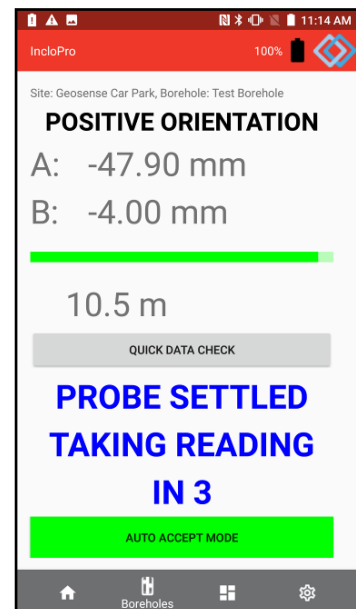 11:14 AM
IncloPro 100%
Site: Geosense Car Park, Borehole: Test Borehole
POSITIVE ORIENTATION
A: -47.90 mm
B: -4.00 mm
10.5 m
QUICK DATA CHECK
PROBE SETTLED
TAKING READING
IN 3
AUTO ACCEPT MODE
Boreholes